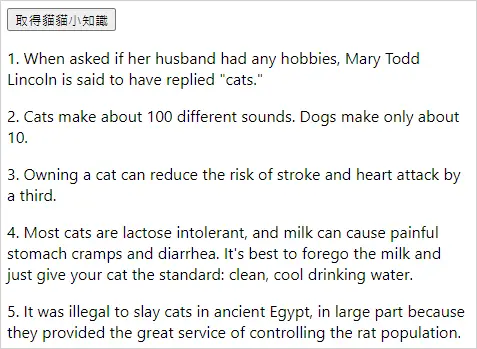 取得貓貓小知識
1. When asked if her husband had any hobbies, Mary Todd
Lincoln is said to have replied "cats."
2. Cats make about 100 different sounds. Dogs make only about
10.
3. Owning a cat can reduce the risk of stroke and heart attack by
a third.
4. Most cats are lactose intolerant, and milk can cause painful
stomach cramps and diarrhea. It's best to forego the milk and
just give your cat the standard: clean, cool drinking water.
5. It was illegal to slay cats in ancient Egypt, in large part because
they provided the great service of controlling the rat population.